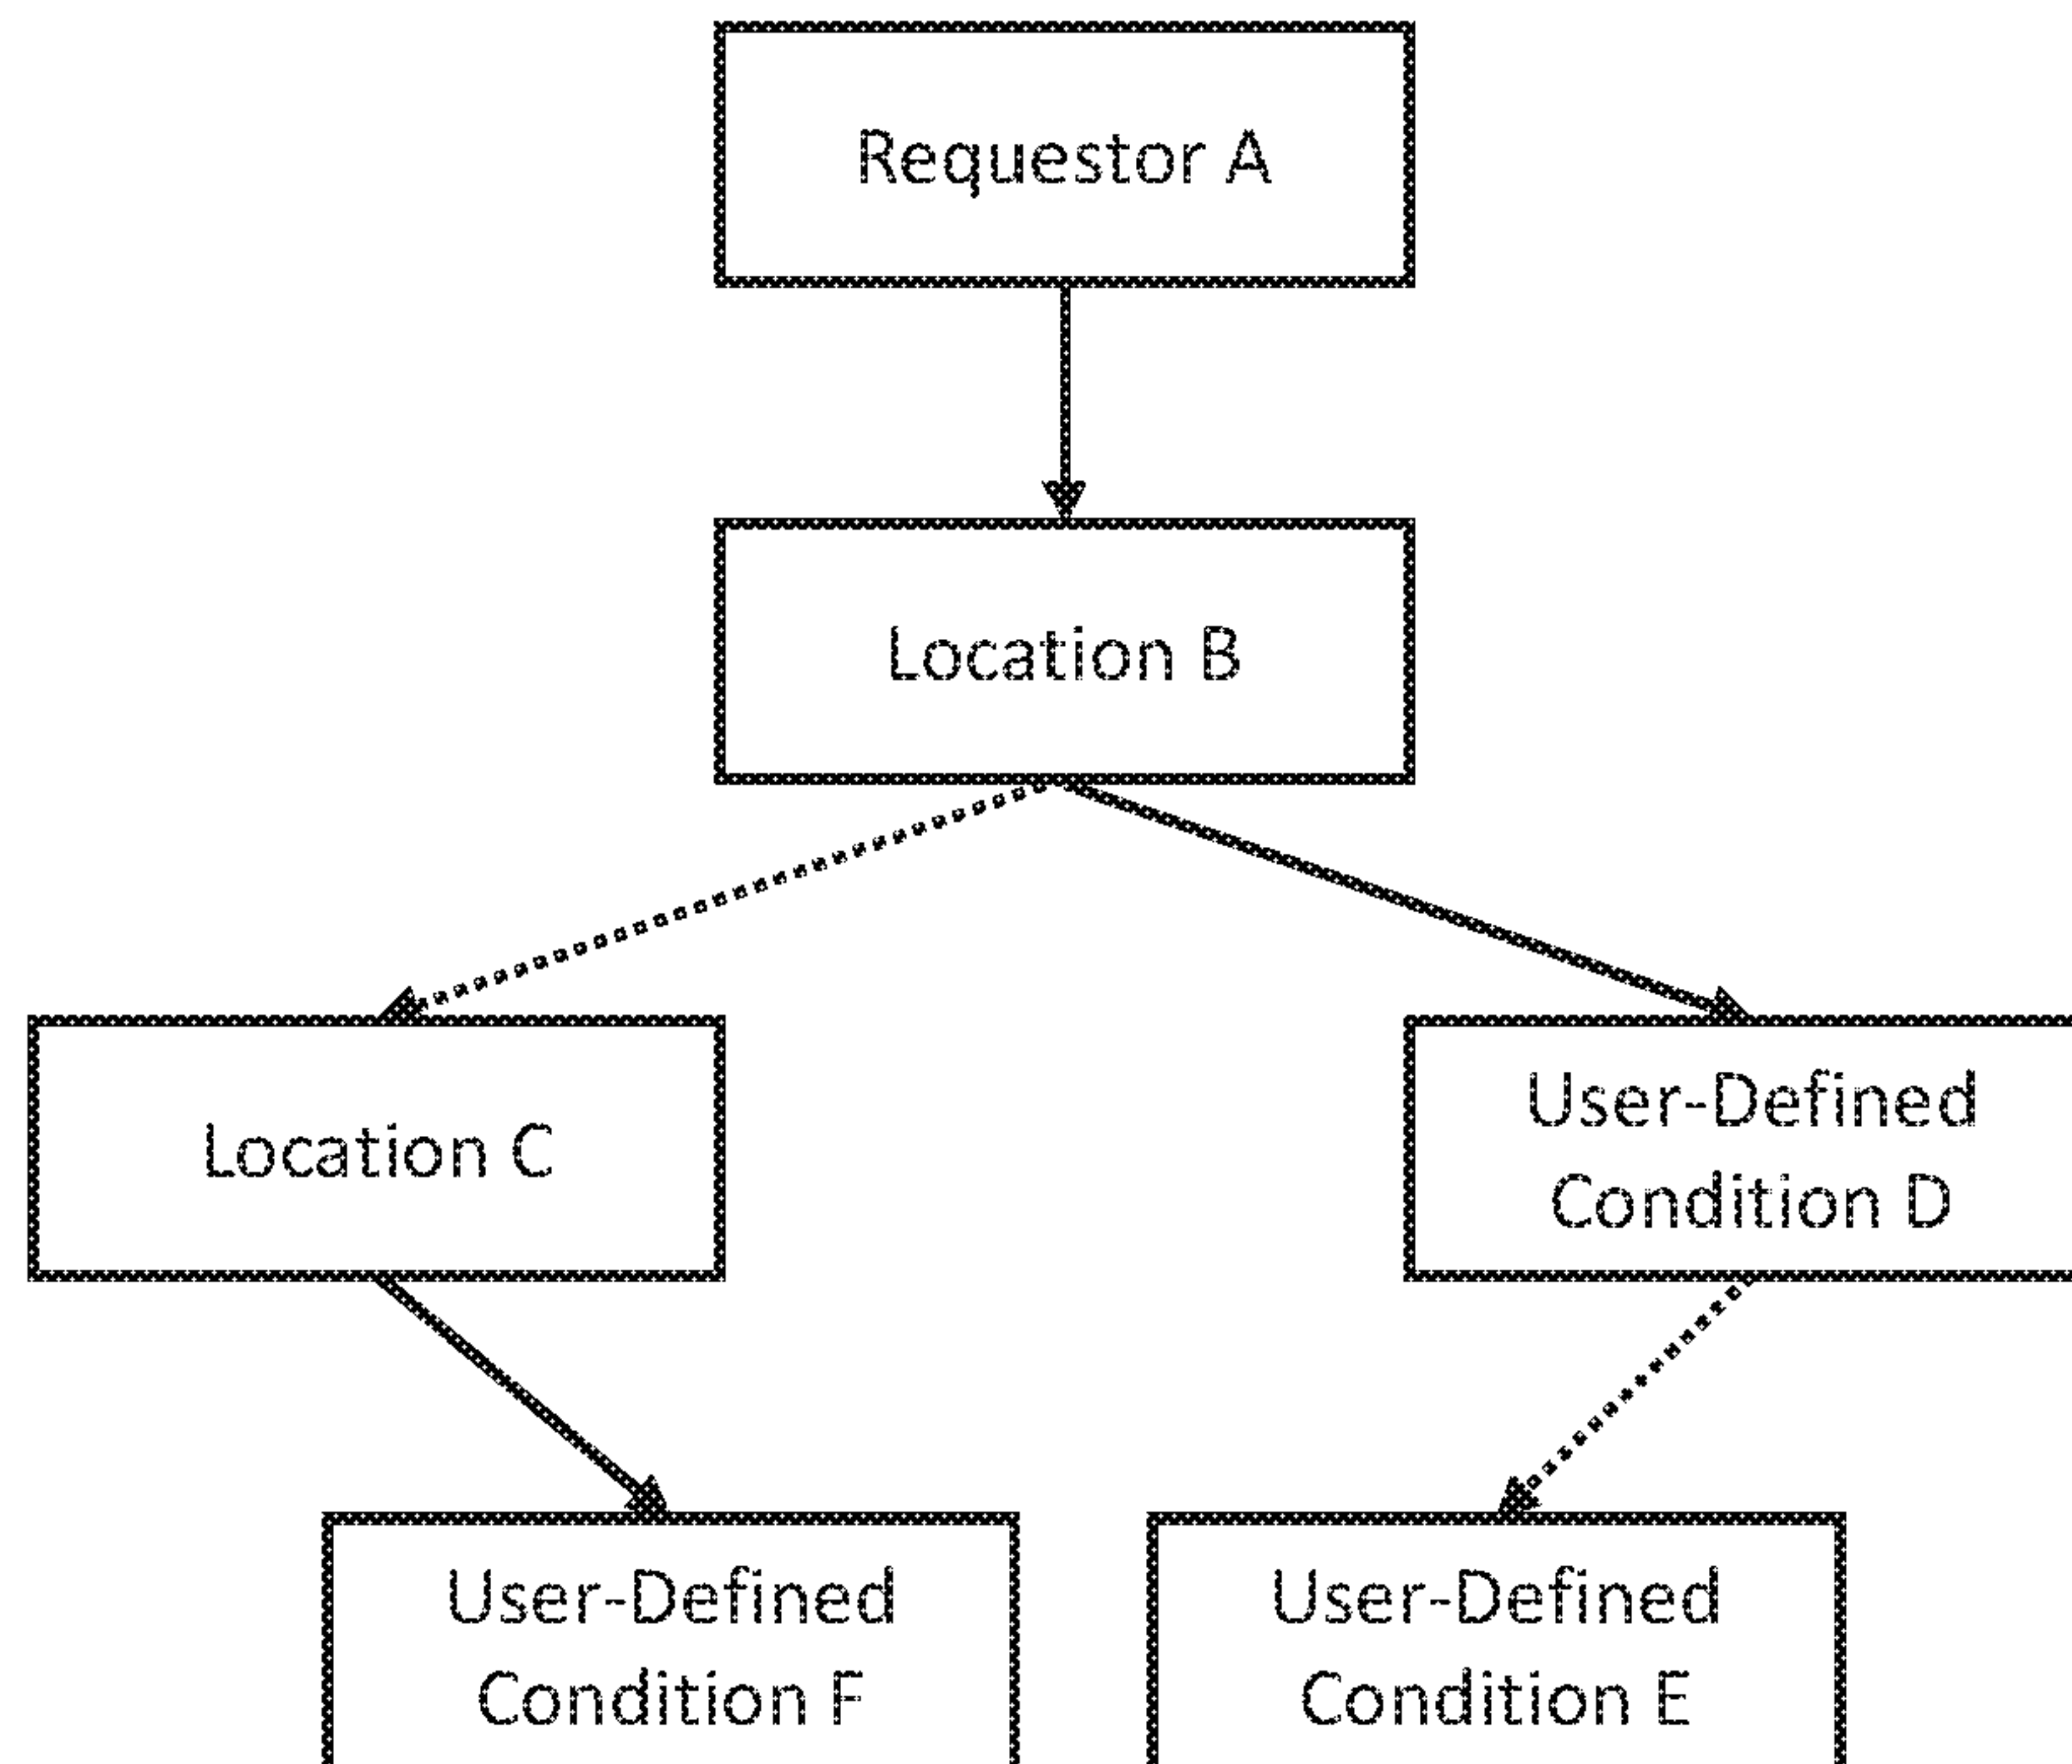 Requestor A
Location B
Location C
User-Defined
Condition D
User-Defined
Condition F
User-Defined
Condition E